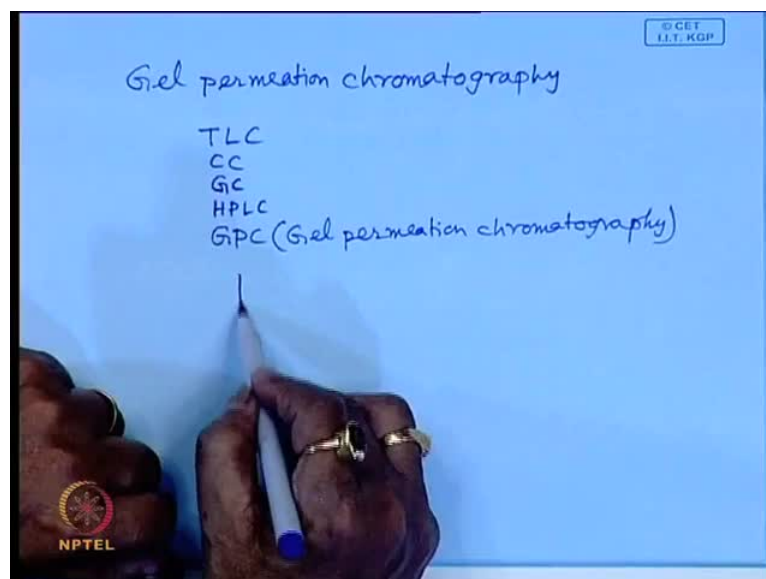 © CET
I.I.T. KGP
Gel permeation chromatography
TLC
CC
GC
HPLC
GPC (Gel permeation chromatography)
NPTEL